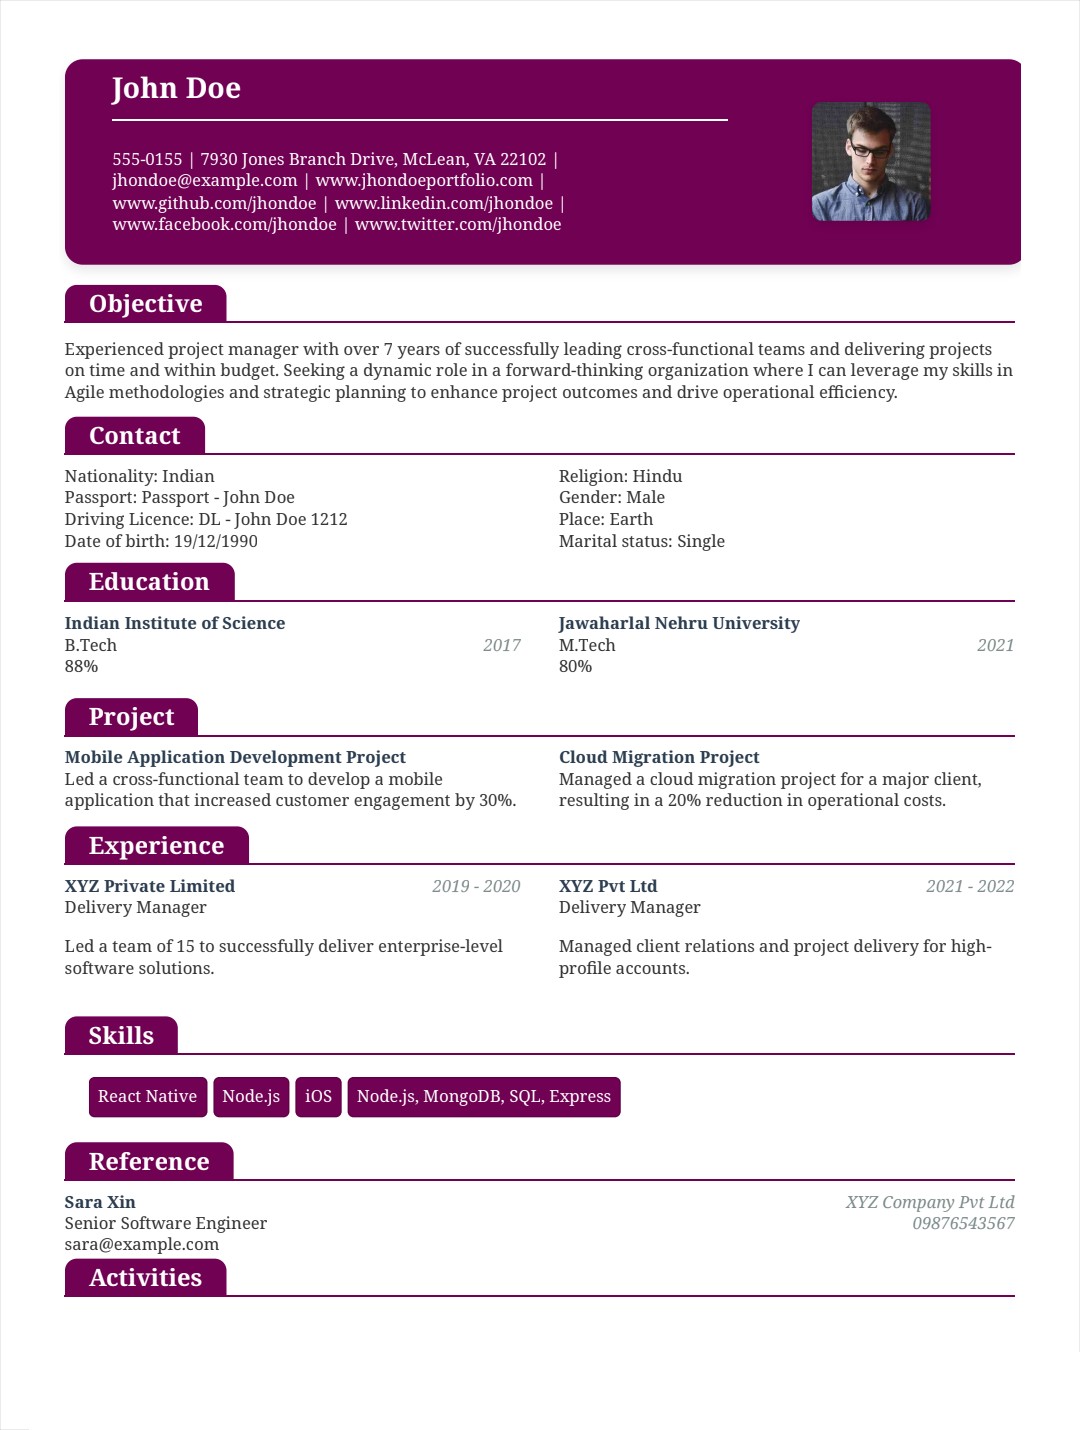 John Doe
555-0155 | 7930 Jones Branch Drive, McLean, VA 22102 |
jhondoe@example.com | www.jhondoeportfolio.com |
www.github.com/jhondoe | www.linkedin.com/jhondoe |
www.facebook.com/jhondoe | www.twitter.com/jhondoe
Objective
Experienced project manager with over 7 years of successfully leading cross-functional teams and delivering projects
on time and within budget. Seeking a dynamic role in a forward-thinking organization where I can leverage my skills in
Agile methodologies and strategic planning to enhance project outcomes and drive operational efficiency.
Contact
Nationality: Indian
Passport: Passport - John Doe
Driving Licence: DL - John Doe 1212
Date of birth: 19/12/1990
Religion: Hindu
Gender: Male
Place: Earth
Marital status: Single
Education
Indian Institute of Science
B.Tech 2017
88%
Jawaharlal Nehru University
M.Tech 2021
80%
Project
Mobile Application Development Project
Led a cross-functional team to develop a mobile
application that increased customer engagement by 30%.
Cloud Migration Project
Managed a cloud migration project for a major client,
resulting in a 20% reduction in operational costs.
Experience
XYZ Private Limited 2019 - 2020
Delivery Manager
Led a team of 15 to successfully deliver enterprise-level
software solutions.
XYZ Pvt Ltd 2021 - 2022
Delivery Manager
Managed client relations and project delivery for high-
profile accounts.
Skills
React Native Node.js iOS Node.js, MongoDB, SQL, Express
Reference
Sara Xin XYZ Company Pvt Ltd
Senior Software Engineer 09876543567
sara@example.com
Activities